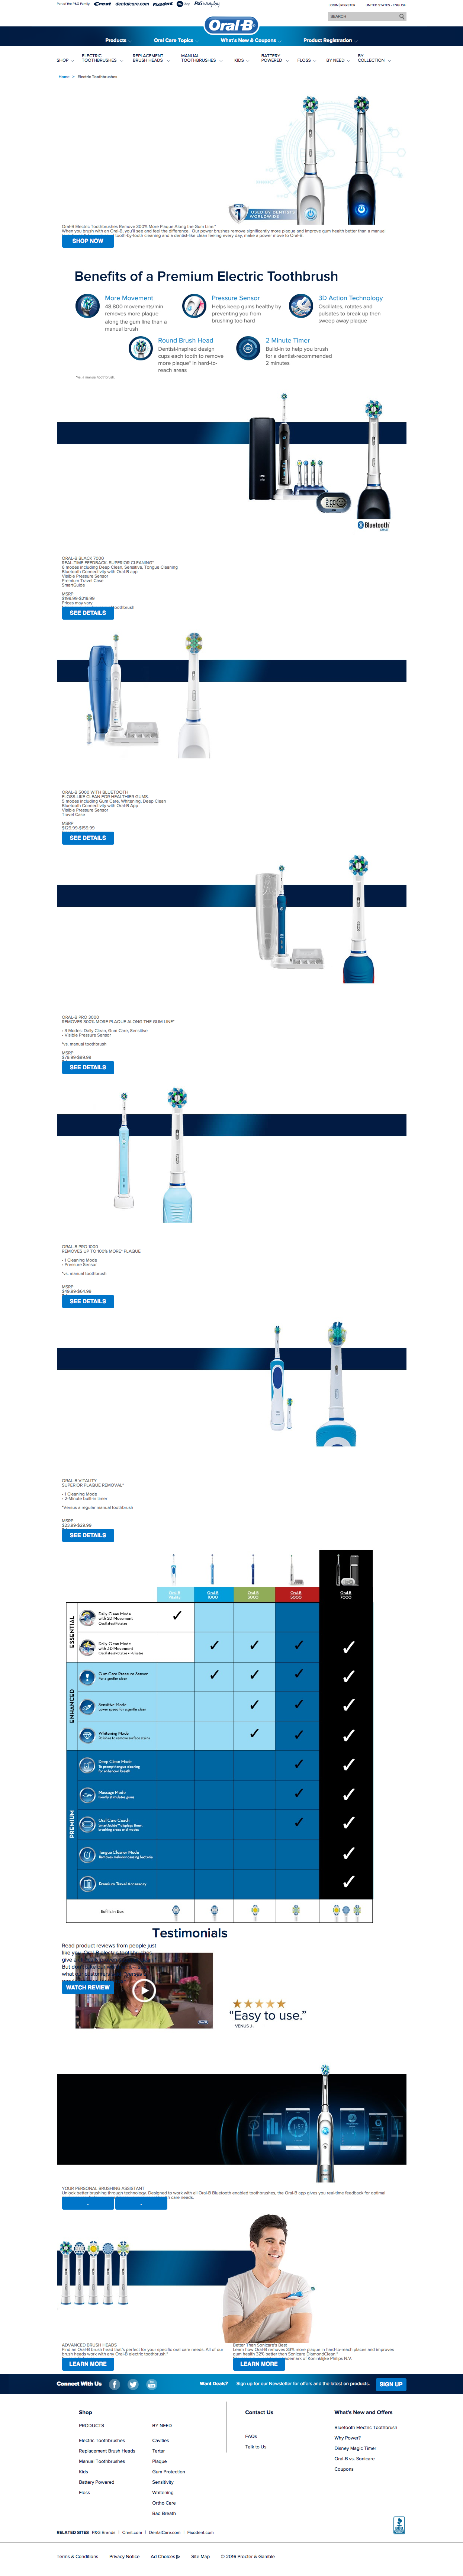 Part of the P&G Family
Crest
dentalcare.com
Fixodent
P&G everyday
LOGIN / REGISTER
UNITED STATES - ENGLISH
SEARCH
Oral-B
Products
Oral Care Topics
What's New & Coupons
Product Registration
SHOP
ELECTRIC TOOTHBRUSHES
REPLACEMENT BRUSH HEADS
MANUAL TOOTHBRUSHES
KIDS
BATTERY POWERED
FLOSS
BY NEED
BY COLLECTION
Home > Electric Toothbrushes
#1 USED BY DENTISTS WORLDWIDE
Oral-B Electric Toothbrushes Remove 300% More Plaque Along the Gum Line.*
When you brush with an Oral-B, you'll see and feel the difference. Our power brushes remove significantly more plaque and improve gum health better than a manual
tooth-by-tooth cleaning and a dentist-like clean feeling every day, make a power move to Oral-B.
SHOP NOW
Benefits of a Premium Electric Toothbrush
More Movement
48,800 movements/min
removes more plaque
along the gum line than a
manual brush
Pressure Sensor
Helps keep gums healthy by
preventing you from
brushing too hard
3D Action Technology
Oscillates, rotates and
pulsates to break up then
sweep away plaque
Round Brush Head
Dentist-inspired design
cups each tooth to remove
more plaque* in hard-to-
reach areas
2 Minute Timer
Build-in to help you brush
for a dentist-recommended
2 minutes
*vs. a manual toothbrush.
Bluetooth
ORAL-B BLACK 7000
REAL-TIME FEEDBACK. SUPERIOR CLEANING*
6 modes including Deep Clean, Sensitive, Tongue Cleaning
Bluetooth Connectivity with Oral-B app
Visible Pressure Sensor
Premium Travel Case
SmartGuide
MSRP
$199.99-$219.99
Prices may vary
toothbrush
SEE DETAILS
ORAL-B 5000 WITH BLUETOOTH
FLOSS-LIKE CLEAN FOR HEALTHIER GUMS.
5 modes including Gum Care, Whitening, Deep Clean
Bluetooth Connectivity with Oral-B App
Visible Pressure Sensor
Travel Case
MSRP
$129.99-$159.99
SEE DETAILS
ORAL-B PRO 3000
REMOVES 300% MORE PLAQUE ALONG THE GUM LINE*
• 3 Modes: Daily Clean, Gum Care, Sensitive
• Visible Pressure Sensor
*vs. manual toothbrush
MSRP
$79.99-$99.99
SEE DETAILS
ORAL-B PRO 1000
REMOVES UP TO 100% MORE* PLAQUE
• 1 Cleaning Mode
• Pressure Sensor
*vs. manual toothbrush
MSRP
$49.99-$64.99
SEE DETAILS
ORAL-B VITALITY
SUPERIOR PLAQUE REMOVAL*
• 1 Cleaning Mode
• 2-Minute built-in timer
*Versus a regular manual toothbrush
MSRP
$23.99-$29.99
SEE DETAILS
Oral-B Vitality
Oral-B 1000
Oral-B 3000
Oral-B 5000
Oral-B 7000
ESSENTIAL
Daily Clean Mode
with 2D Movement
Oscillates/Rotates
Daily Clean Mode
with 3D Movement
Oscillates/Rotates + Pulsates
ENHANCED
Gum Care Pressure Sensor
For a gentler clean
Sensitive Mode
Lower speed for a gentle clean
Whitening Mode
Polishes to remove surface stains
PREMIUM
Deep Clean Mode
To prompt tongue cleaning
for enhanced breath
Massage Mode
Gently stimulates gums
Oral Care Coach
SmartGuide™ displays timer,
brushing areas and modes
Tongue Cleaner Mode
Removes malodor-causing bacteria
Premium Travel Accessory
Refills in Box
Testimonials
Read product reviews from people just
WATCH REVIEW
“Easy to use.”
VENUS J.
YOUR PERSONAL BRUSHING ASSISTANT
Unlock better brushing through technology. Designed to work with all Oral-B Bluetooth enabled toothbrushes, the Oral-B app gives you real-time feedback for optimal
care needs.
ADVANCED BRUSH HEADS
Find an Oral-B brush head that's perfect for your specific oral care needs. All of our
brush heads work with any Oral-B electric toothbrush.*
LEARN MORE
Better Than Sonicare's Best
Learn how Oral-B removes 33% more plaque in hard-to-reach places and improves
gum health 32% better than Sonicare DiamondClean.*
of Koninklijke Philips N.V.
LEARN MORE
Connect With Us
Want Deals?
Sign up for our Newsletter for offers and the latest on products.
SIGN UP
Shop
PRODUCTS
Electric Toothbrushes
Replacement Brush Heads
Manual Toothbrushes
Kids
Battery Powered
Floss
BY NEED
Cavities
Tartar
Plaque
Gum Protection
Sensitivity
Whitening
Ortho Care
Bad Breath
Contact Us
FAQs
Talk to Us
What's New and Offers
Bluetooth Electric Toothbrush
Why Power?
Disney Magic Timer
Oral-B vs. Sonicare
Coupons
RELATED SITES P&G Brands | Crest.com | DentalCare.com | Fixodent.com
Terms & Conditions
Privacy Notice
Ad Choices
Site Map
© 2016 Procter & Gamble